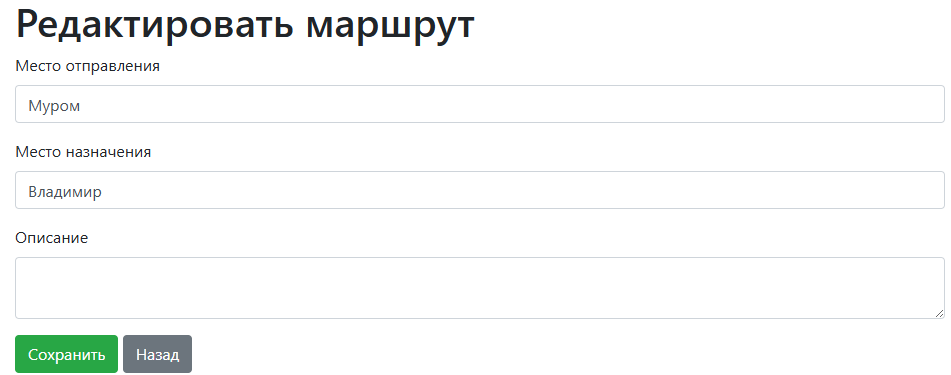 Редактировать маршрут
Место отправления
Муром
Место назначения
Владимир
Описание
Сохранить Назад